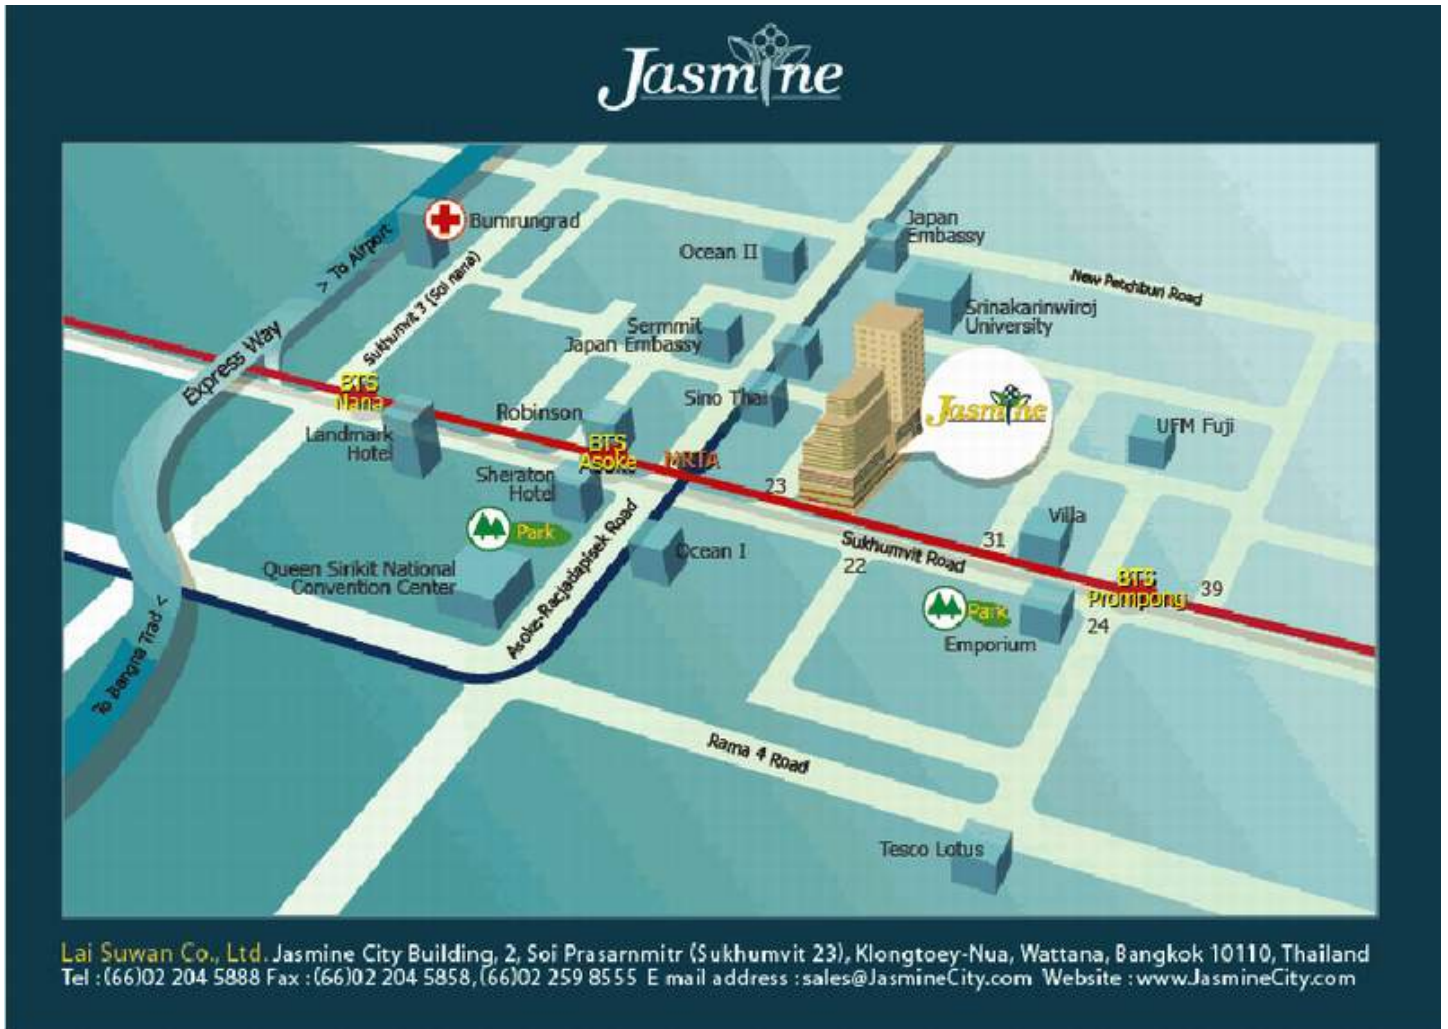 Jasmine
Bumrungrad
> To Airport
Sukhumvit 3 (Soi nana)
Express Way
Ocean II
Japan
Embassy
New Petchburi Road
Srinakarinwiroj
University
Sermmit
Japan Embassy
Sino Thai
Jasmine
UFM Fuji
BTS
Nana
Landmark
Hotel
Robinson
BTS
Asoke
MRTA
Sheraton
Hotel
Park
23
Queen Sirikit National
Convention Center
Asoke-Racjadapisek Road
Ocean I
Sukhumvit Road
22
31
Villa
BTS
Prompong
39
24
Park
Emporium
To Bangna Trad <
Rama 4 Road
Tesco Lotus
Lai Suwan Co., Ltd. Jasmine City Building, 2, Soi Prasarnmitr (Sukhumvit 23), Klongtoey-Nua, Wattana, Bangkok 10110, Thailand
Tel :(66)02 204 5888 Fax :(66)02 204 5858, (66)02 259 8555 E mail address :sales@JasmineCity.com Website :www.JasmineCity.com